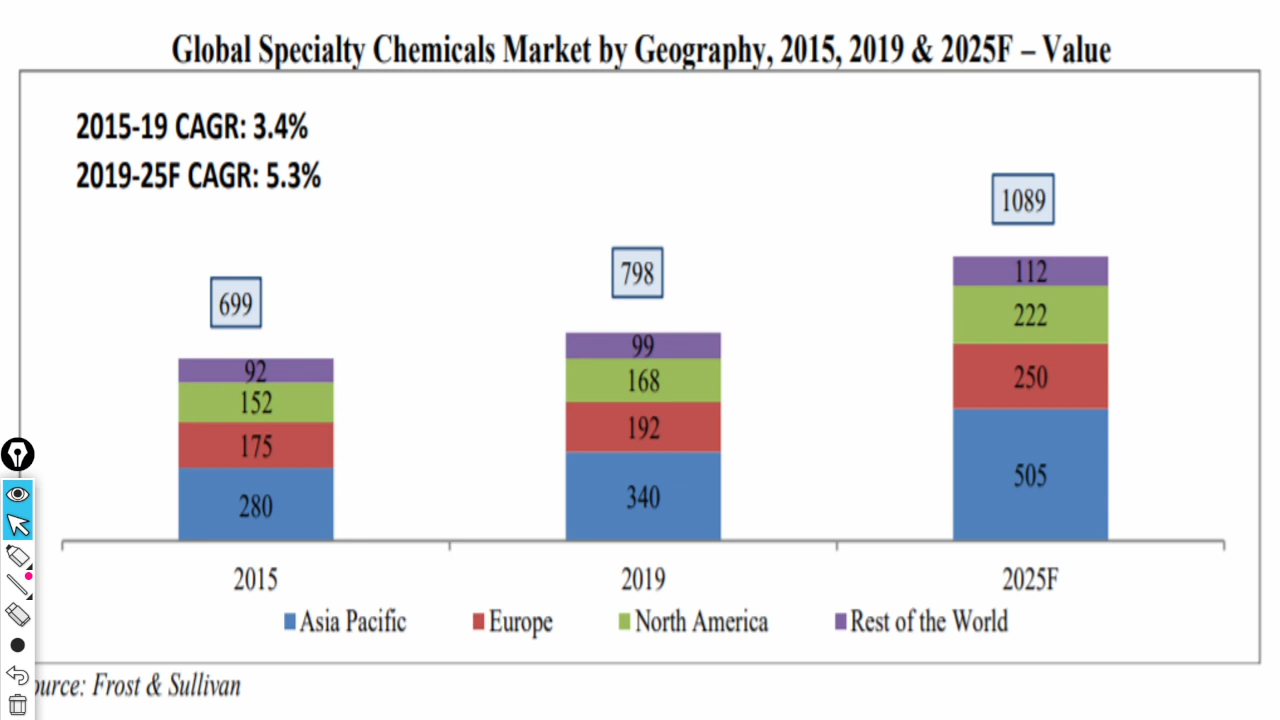 Global Specialty Chemicals Market by Geography, 2015, 2019 & 2025F – Value
2015-19 CAGR: 3.4%
2019-25F CAGR: 5.3%
699
798
1089
92
152
175
280
99
168
192
340
112
222
250
505
2015
2019
2025F
Asia Pacific
Europe
North America
Rest of the World
ource: Frost & Sullivan